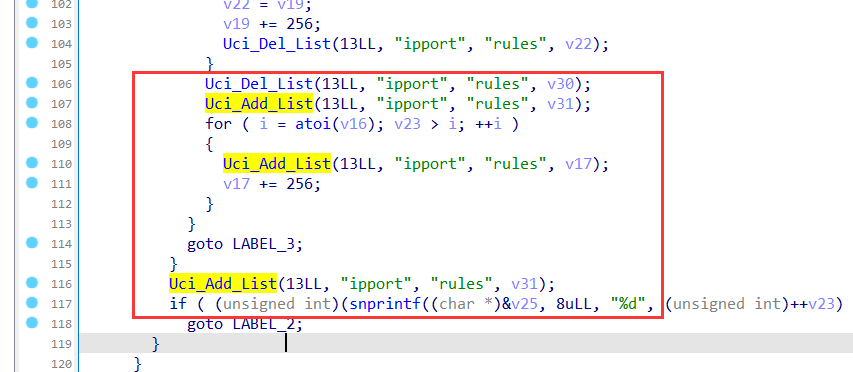 102 v22 = v19;
103 v19 += 256;
104 Uci_Del_List(13LL, "ipport", "rules", v22);
105 }
106 Uci_Del_List(13LL, "ipport", "rules", v30);
107 Uci_Add_List(13LL, "ipport", "rules", v31);
108 for ( i = atoi(v16); v23 > i; ++i )
109 {
110 Uci_Add_List(13LL, "ipport", "rules", v17);
111 v17 += 256;
112 }
113 }
114 goto LABEL_3;
115 }
116 Uci_Add_List(13LL, "ipport", "rules", v31);
117 if ( (unsigned int)(snprintf((char *)&v25, 8uLL, "%d", (unsigned int)++v23)
118 goto LABEL_2;
119 }
120 }